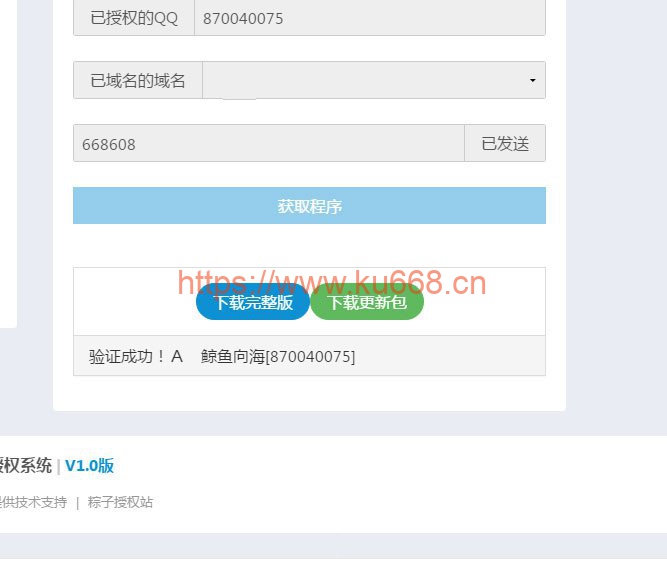 已授权的QQ 870040075
已域名的域名
668608 已发送
获取程序
https://www.ku668.cn
下载完整版 下载更新包
验证成功！A 鲸鱼向海[870040075]
权系统 | V1.0版
供技术支持 | 粽子授权站